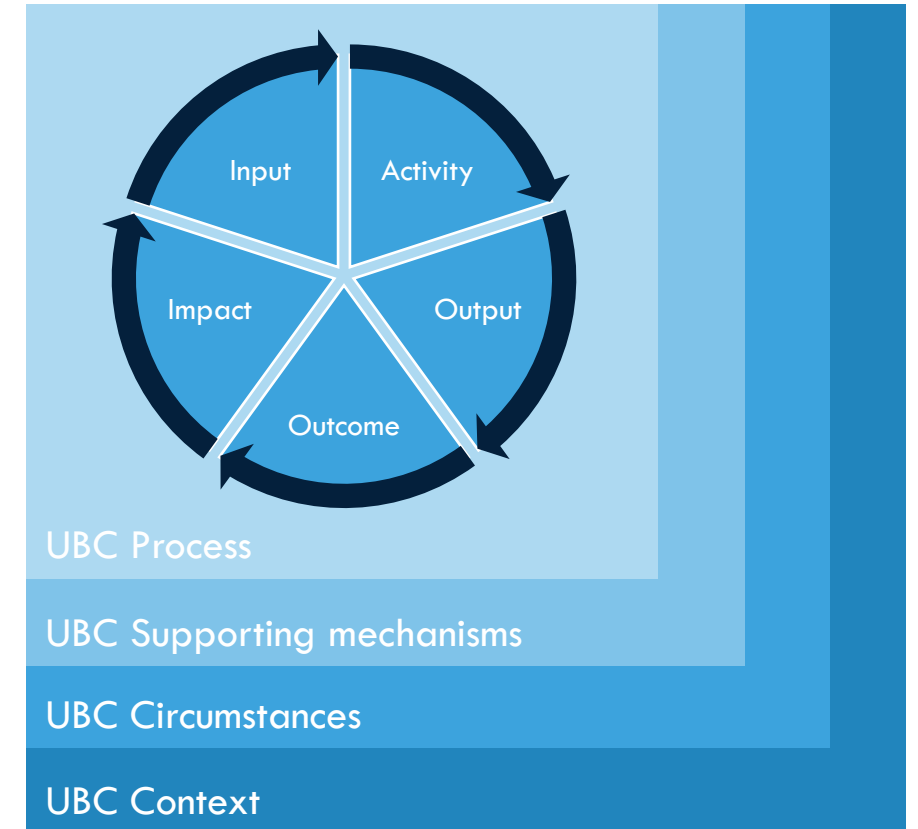 Input
Activity
Impact
Output
Outcome
UBC Process
UBC Supporting mechanisms
UBC Circumstances
UBC Context